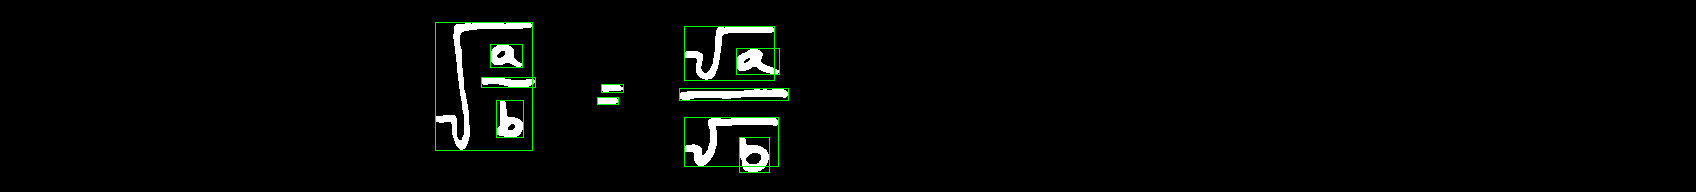 √(a/b) = √a/√b